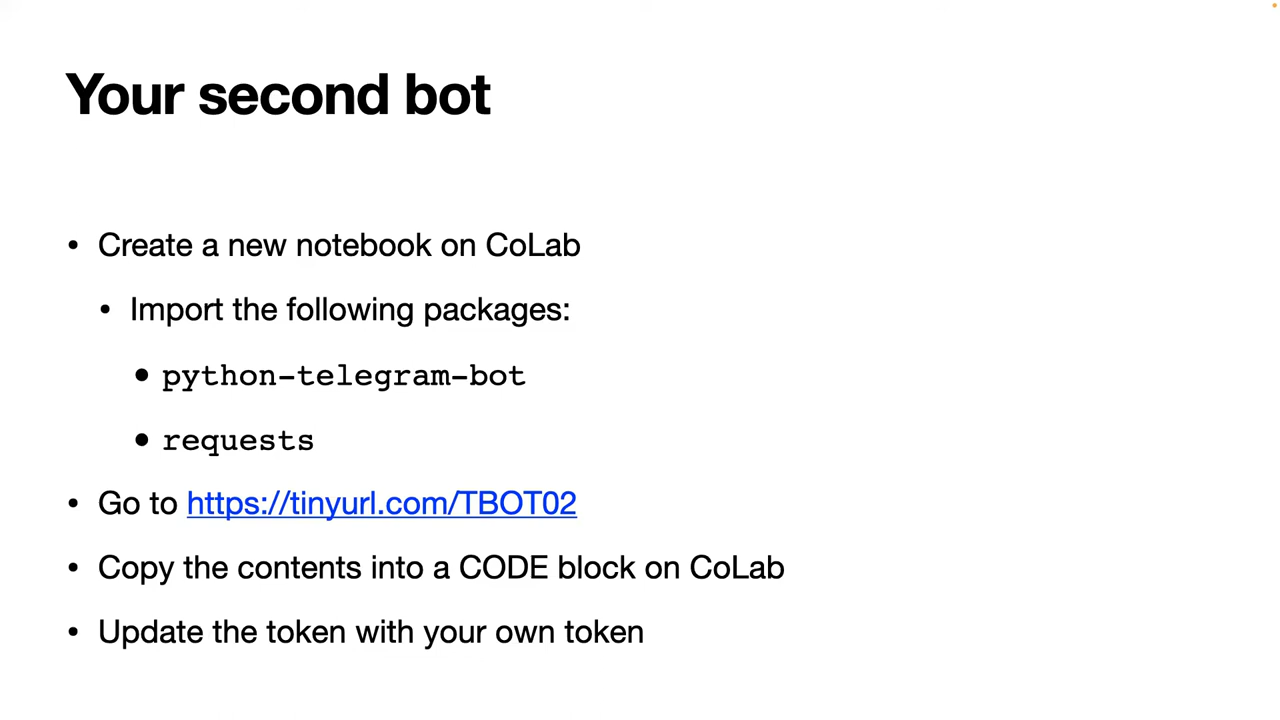 Your second bot
• Create a new notebook on CoLab
• Import the following packages:
• python-telegram-bot
• requests
• Go to https://tinyurl.com/TBOT02
• Copy the contents into a CODE block on CoLab
• Update the token with your own token